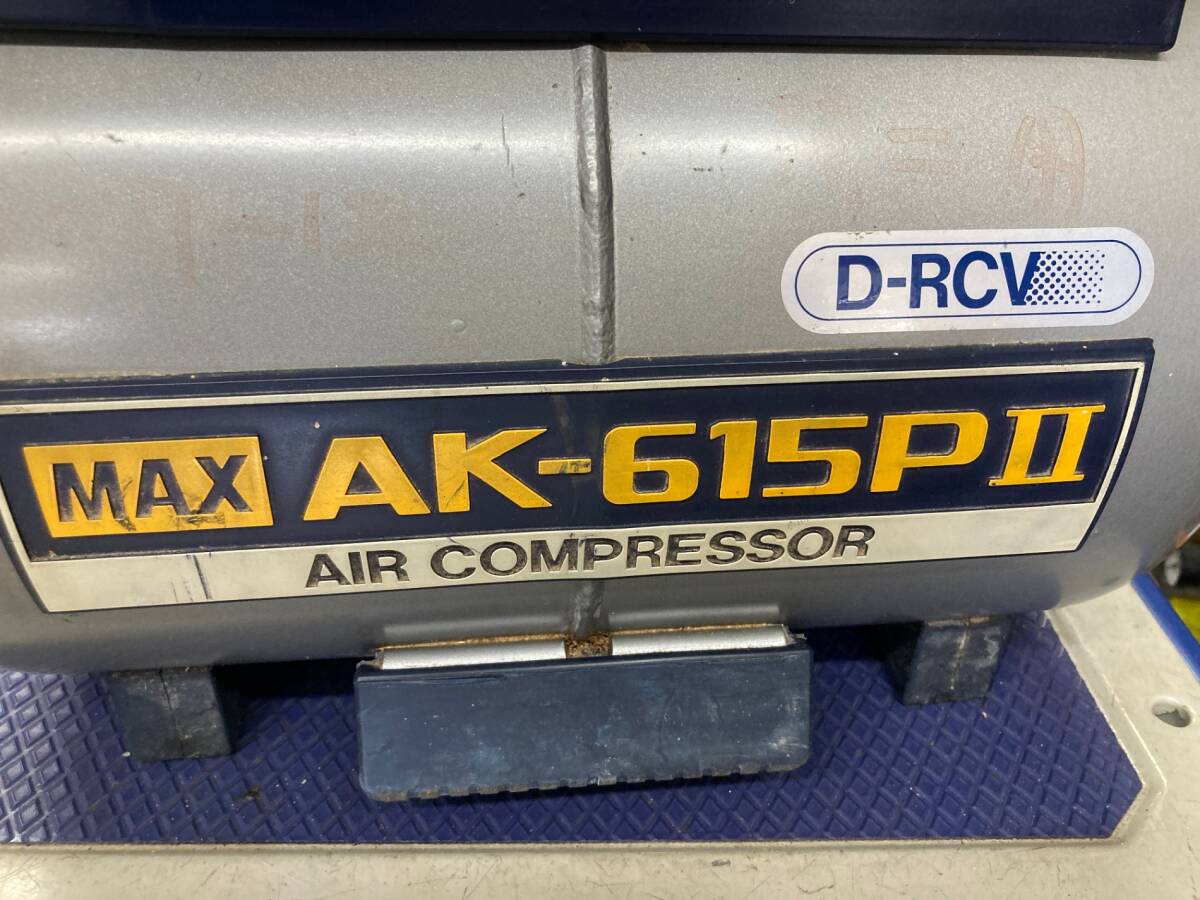 D-RCV
MAX AK-615PII
AIR COMPRESSOR